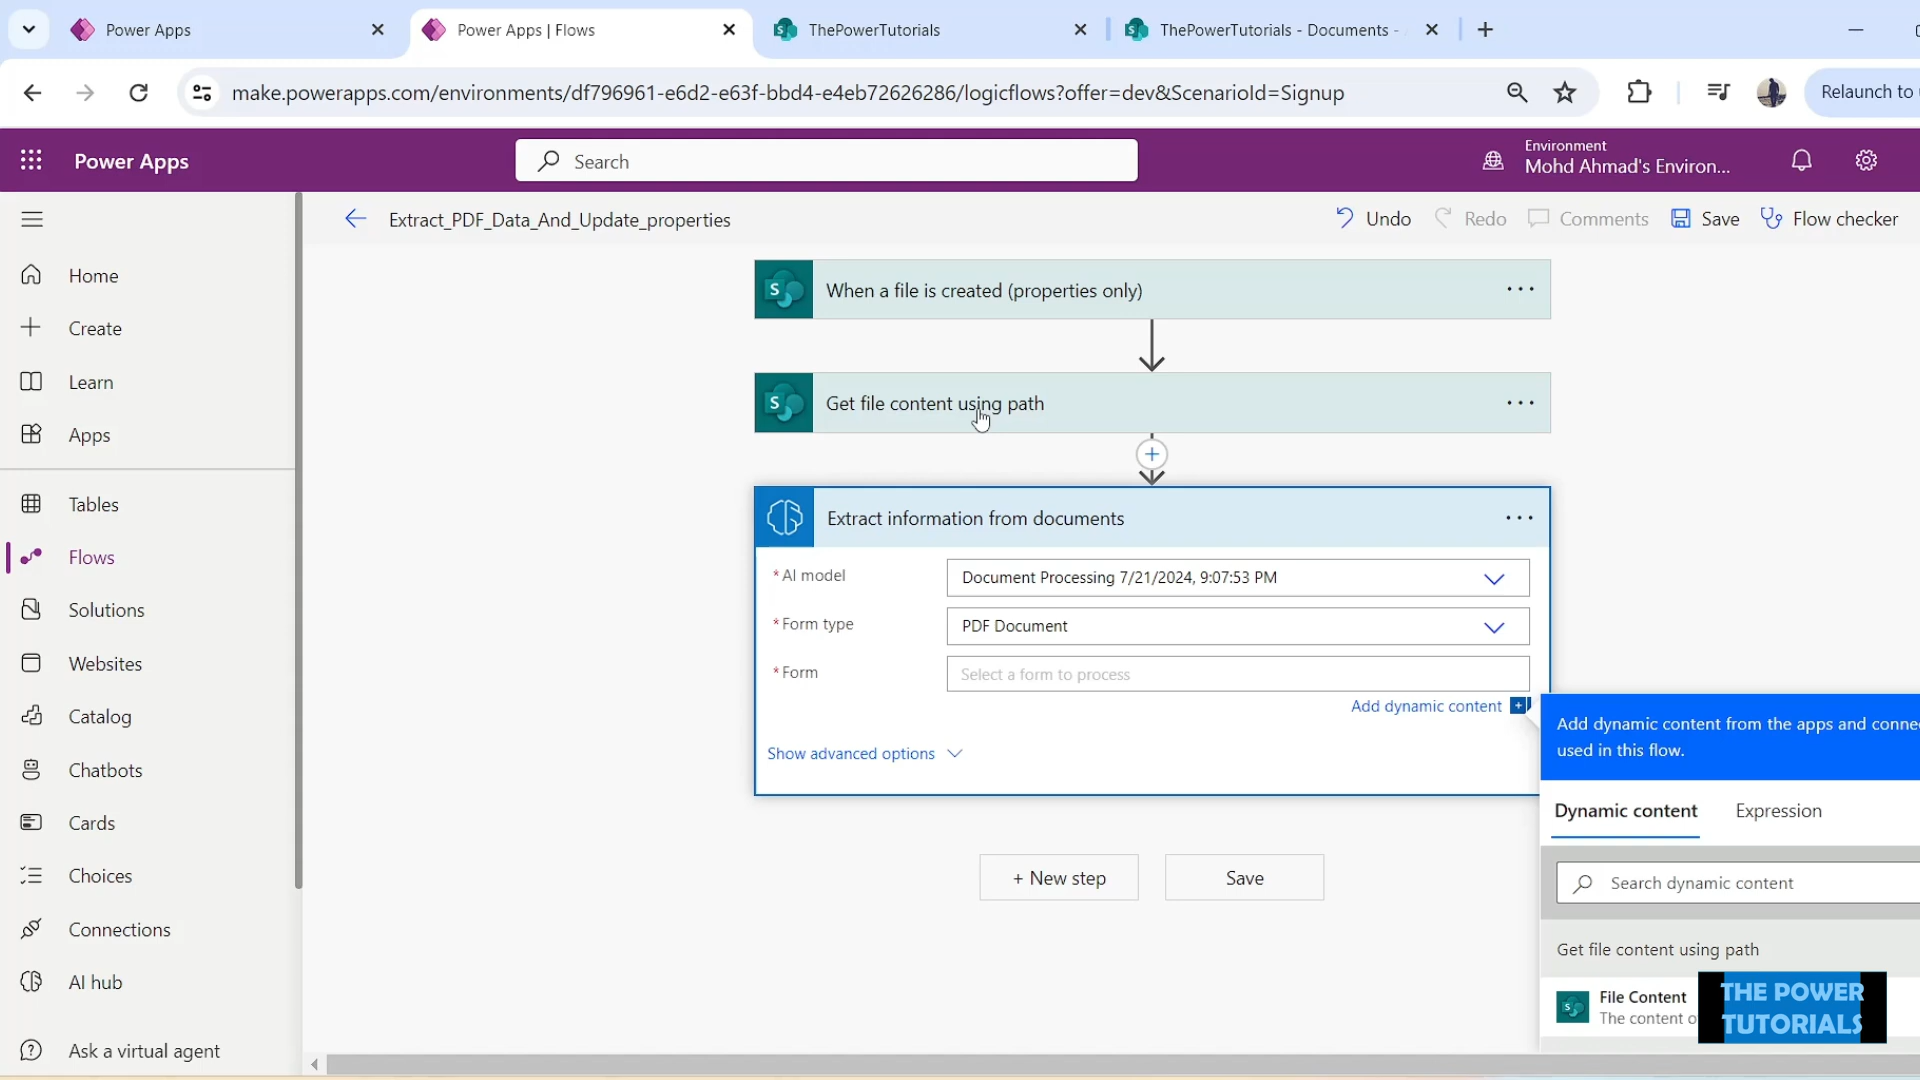 Power Apps
Power Apps | Flows
ThePowerTutorials
ThePowerTutorials - Documents -
make.powerapps.com/environments/df796961-e6d2-e63f-bbd4-e4eb72626286/logicflows?offer=dev&ScenarioId=Signup
Relaunch to
Power Apps
Search
Environment
Mohd Ahmad's Environ...
Extract_PDF_Data_And_Update_properties
Undo
Redo
Comments
Save
Flow checker
Home
Create
Learn
Apps
Tables
Flows
Solutions
Websites
Catalog
Chatbots
Cards
Choices
Connections
AI hub
Ask a virtual agent
When a file is created (properties only)
Get file content using path
Extract information from documents
* AI model
Document Processing 7/21/2024, 9:07:53 PM
* Form type
PDF Document
* Form
Select a form to process
Add dynamic content
Show advanced options
+ New step
Save
Add dynamic content from the apps and connec
used in this flow.
Dynamic content
Expression
Search dynamic content
Get file content using path
File Content
The content o
THE POWER
TUTORIALS